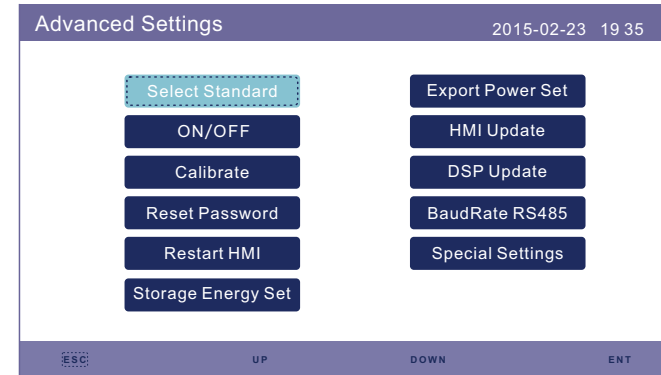 Advanced Settings
2015-02-23 19 35
Select Standard
ON/OFF
Calibrate
Reset Password
Restart HMI
Storage Energy Set
Export Power Set
HMI Update
DSP Update
BaudRate RS485
Special Settings
ESC UP DOWN ENT